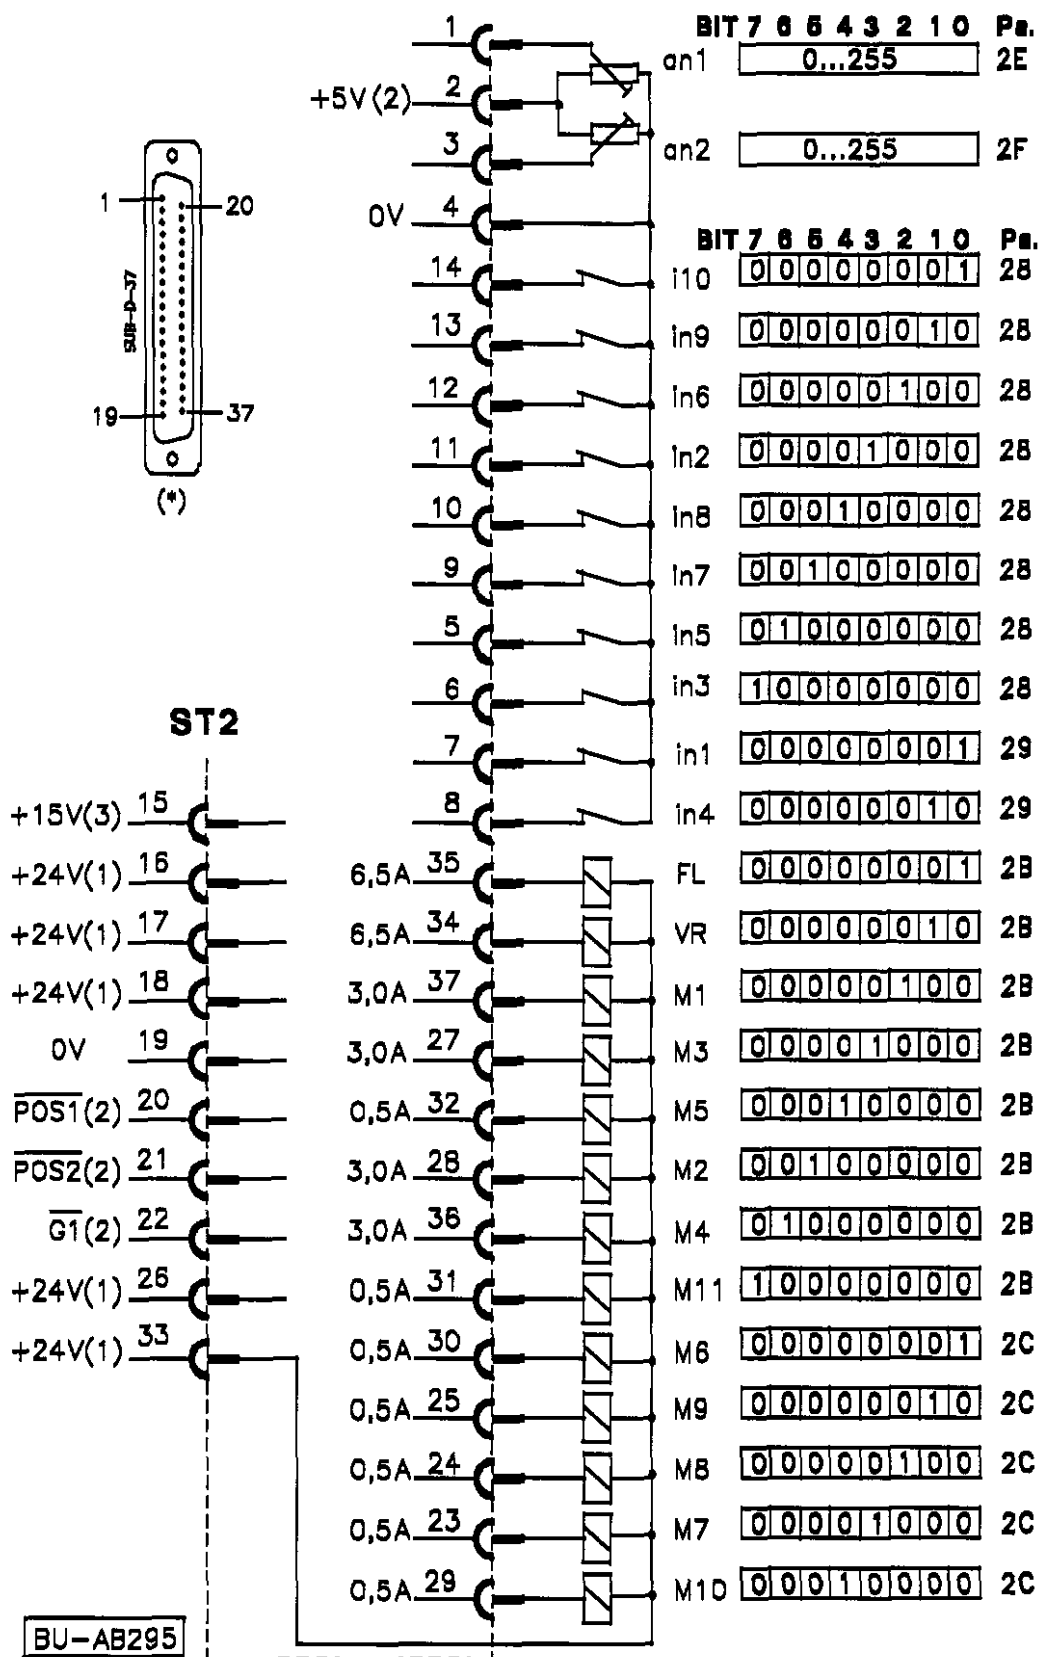 1 BIT 7 6 5 4 3 2 1 0 Pa.
an1 0...255 2E
+5V(2) 2
3 an2 0...255 2F
1 20
SUB-D-37
19 37
(*)
0V 4
BIT 7 6 5 4 3 2 1 0 Pa.
14 i10 0 0 0 0 0 0 0 1 28
13 in9 0 0 0 0 0 0 1 0 28
12 in6 0 0 0 0 0 1 0 0 28
11 in2 0 0 0 0 1 0 0 0 28
10 in8 0 0 0 1 0 0 0 0 28
9 in7 0 0 1 0 0 0 0 0 28
5 in5 0 1 0 0 0 0 0 0 28
6 in3 1 0 0 0 0 0 0 0 28
ST2
7 in1 0 0 0 0 0 0 0 1 29
+15V(3) 15 8 in4 0 0 0 0 0 0 1 0 29
+24V(1) 16 6,5A 35 FL 0 0 0 0 0 0 0 1 2B
+24V(1) 17 6,5A 34 VR 0 0 0 0 0 0 1 0 2B
+24V(1) 18 3,0A 37 M1 0 0 0 0 0 1 0 0 2B
0V 19 3,0A 27 M3 0 0 0 0 1 0 0 0 2B
POS1(2) 20 0,5A 32 M5 0 0 0 1 0 0 0 0 2B
POS2(2) 21 3,0A 28 M2 0 0 1 0 0 0 0 0 2B
G1(2) 22 3,0A 36 M4 0 1 0 0 0 0 0 0 2B
+24V(1) 26 0,5A 31 M11 1 0 0 0 0 0 0 0 2B
+24V(1) 33 0,5A 30 M6 0 0 0 0 0 0 0 1 2C
0,5A 25 M9 0 0 0 0 0 0 1 0 2C
0,5A 24 M8 0 0 0 0 0 1 0 0 2C
0,5A 23 M7 0 0 0 0 1 0 0 0 2C
0,5A 29 M10 0 0 0 1 0 0 0 0 2C
BU-AB295